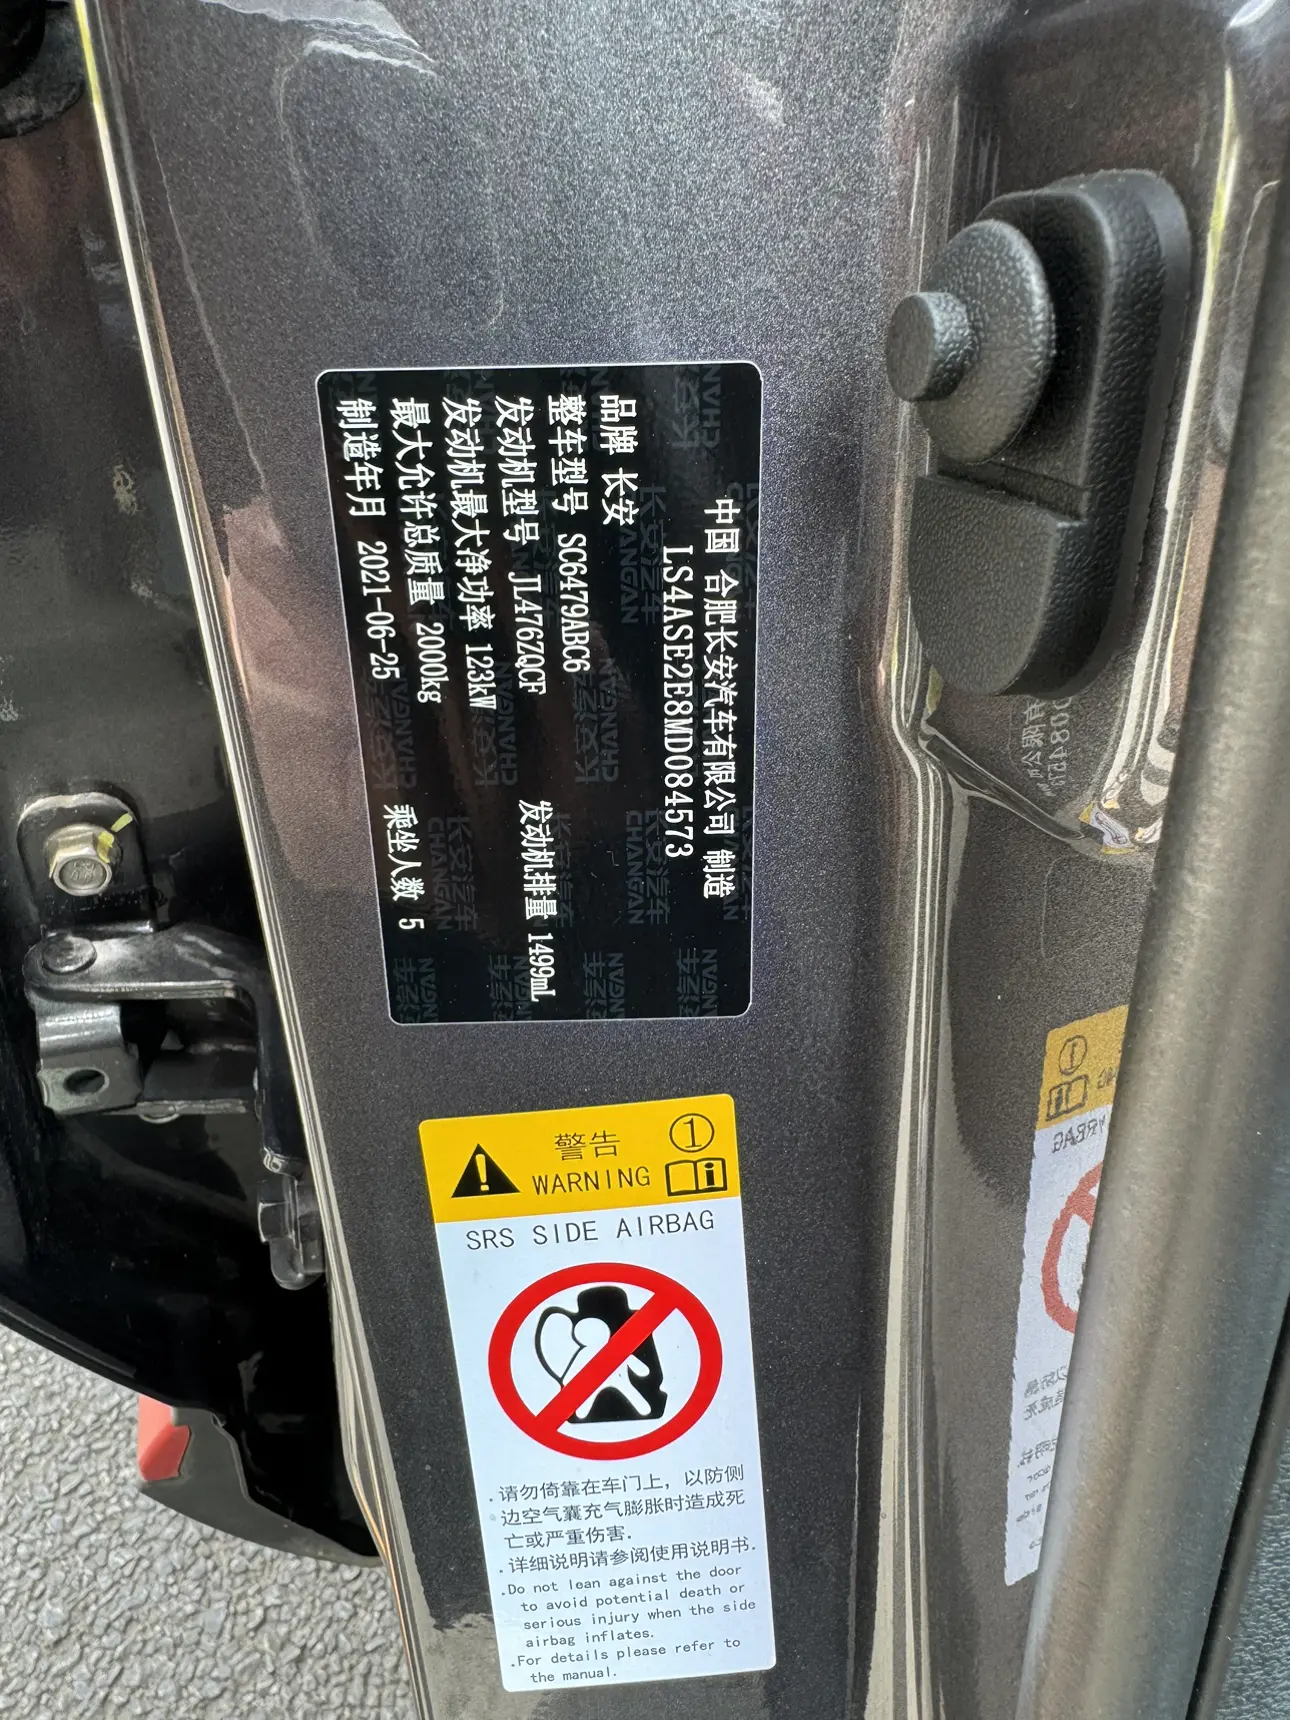 中国 合肥长安汽车有限公司 制造
LS4ASE2E8MD084573
品牌 长安
整车型号 SC6479ABC6
发动机型号 JL476ZQCF 发动机排量 1499mL
发动机最大净功率 123kW
最大允许总质量 2000kg 乘坐人数 5
制造年月 2021-06-25
长安汽车
CHANGAN
警告 ①
WARNING
SRS SIDE AIRBAG
.请勿倚靠在车门上，以防侧
边空气囊充气膨胀时造成死
亡或严重伤害.
.详细说明请参阅使用说明书.
.Do not lean against the door
to avoid potential death or
serious injury when the side
airbag inflates.
.For details please refer to
the manual.